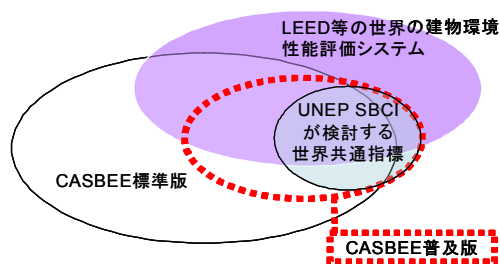 LEED等の世界の建物環境
性能評価システム
UNEP SBCI
が検討する
世界共通指標
CASBEE標準版
CASBEE普及版